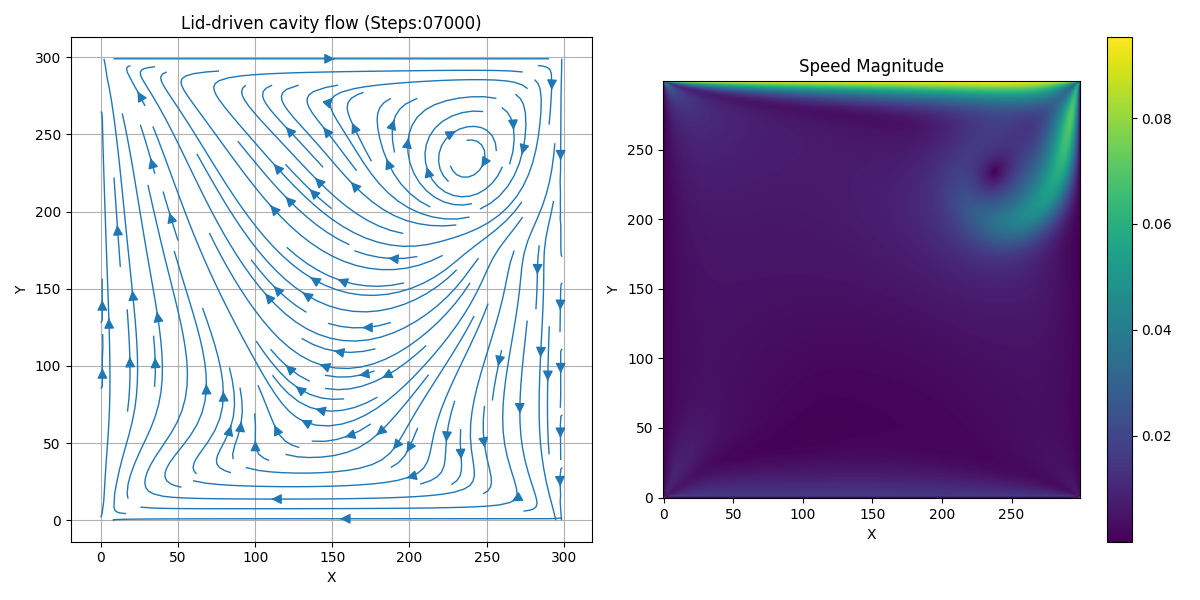 Lid-driven cavity flow (Steps:07000)
300
250
200
150
100
50
0
0 50 100 150 200 250 300
X
Y
Speed Magnitude
250
200
150
100
50
0
0 50 100 150 200 250
X
Y
0.08
0.06
0.04
0.02